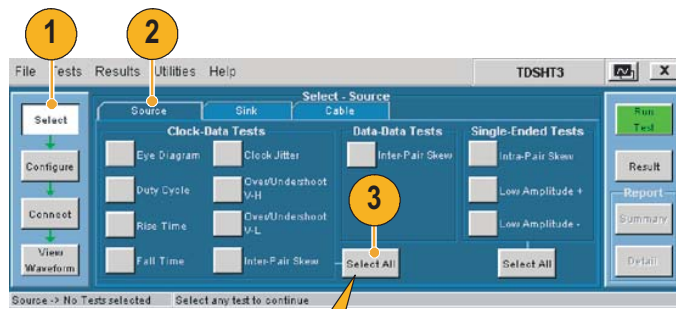 1
2
File Tests Results Utilities Help TDSHT3 X
Select - Source
Select
Source Sink Cable
Run Test
Clock-Data Tests Data-Data Tests Single-Ended Tests
Eye Diagram Clock Jitter Inter-Pair Skew Intra-Pair Skew
Configure
Result
Duty Cycle Over/Undershoot V-H Low Amplitude +
Report
3
Connect
Summary
Rise Time Over/Undershoot V-L Low Amplitude -
View Waveform
Fall Time Inter-Pair Skew Select All Select All
Detail
Source -> No Tests selected Select any test to continue